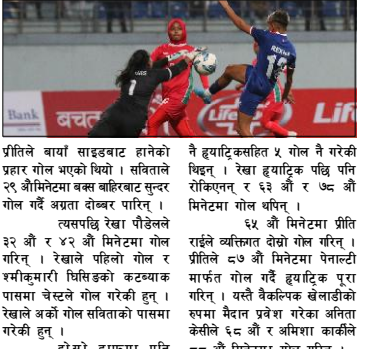 REKHA
Bank
बचत
Life
प्रीतिले बायाँ साइडबाट हानेको
प्रहार गोल भएको थियो । सविताले
२९ औंमिनेटमा बक्स बाहिरबाट सुन्दर
गोल गर्दै अग्रता दोब्बर पारिन् ।
त्यसपछि रेखा पौडेलले
३२ औं र ४२ औं मिनेटमा गोल
गरिन् । रेखाले पहिलो गोल र
श्मीकुमारी घिसिङको कटब्याक
पासमा चेस्टले गोल गरेकी हुन् ।
रेखाले अर्को गोल सविताको पासमा
गरेकी हुन् ।
नै ह्याट्रिकसहित ५ गोल नै गरेकी
थिइन् । रेखा ह्याट्रिक पछि पनि
रोकिएनन् र ६३ औं र ७८ औं
मिनेटमा गोल थपिन् ।
६५ औं मिनेटमा प्रीति
राईले व्यक्तिगत दोस्रो गोल गरिन् ।
प्रीतिले ८७ औं मिनेटमा पेनाल्टी
मार्फत गोल गर्दै ह्याट्रिक पूरा
गरिन् । यस्तै वैकल्पिक खेलाडीको
रुपमा मैदान प्रवेश गरेका अनिता
केसीले ६८ औं र अमिशा कार्कीले